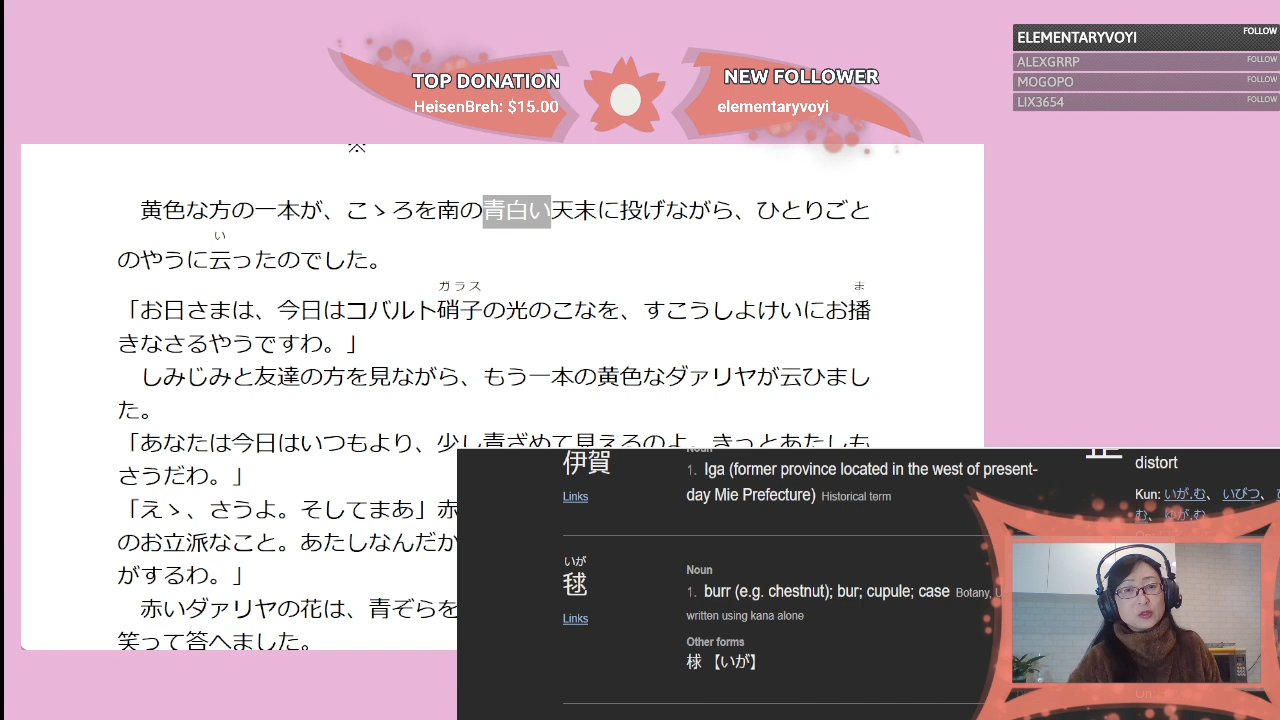 TOP DONATION
HeisenBreh: $15.00
NEW FOLLOWER
elementaryvoyi
ELEMENTARYVOYI FOLLOW
ALEXGRRP FOLLOW
MOGOPO FOLLOW
LIX3654 FOLLOW
※
黄色な方の一本が、こゝろを南の青白い天末に投げながら、ひとりごと
い
のやうに云ったのでした。
ガラス ま
「お日さまは、今日はコバルト硝子の光のこなを、すこうしよけいにお播
きなさるやうですわ。」
しみじみと友達の方を見ながら、もう一本の黄色なダァリヤが云ひまし
た。
「あなたは今日はいつもより、少し青ざめて見えるのよ。きっとあたしも
さうだわ。」
「えゝ、さうよ。そしてまあ」赤
のお立派なこと。あたしなんだか
がするわ。」
赤いダァリヤの花は、青ぞらを
笑って答へました。
Noun
伊賀
1. Iga (former province located in the west of present-
day Mie Prefecture) Historical term
Links
いが
毬
Noun
1. burr (e.g. chestnut); bur; cupule; case Botany,
written using kana alone
Links
Other forms
梂 【いが】
distort
Kun: いが.む、 いびつ、
む、 ゆが.む